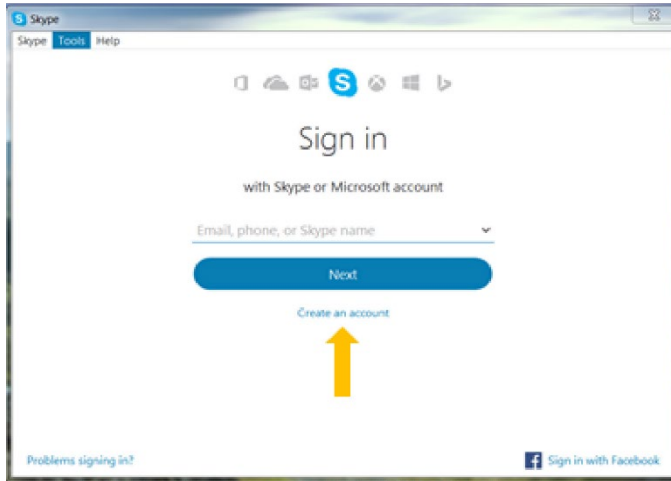 Skype
Skype Tools Help
Sign in
with Skype or Microsoft account
Email, phone, or Skype name
Next
Create an account
Problems signing in?
Sign in with Facebook